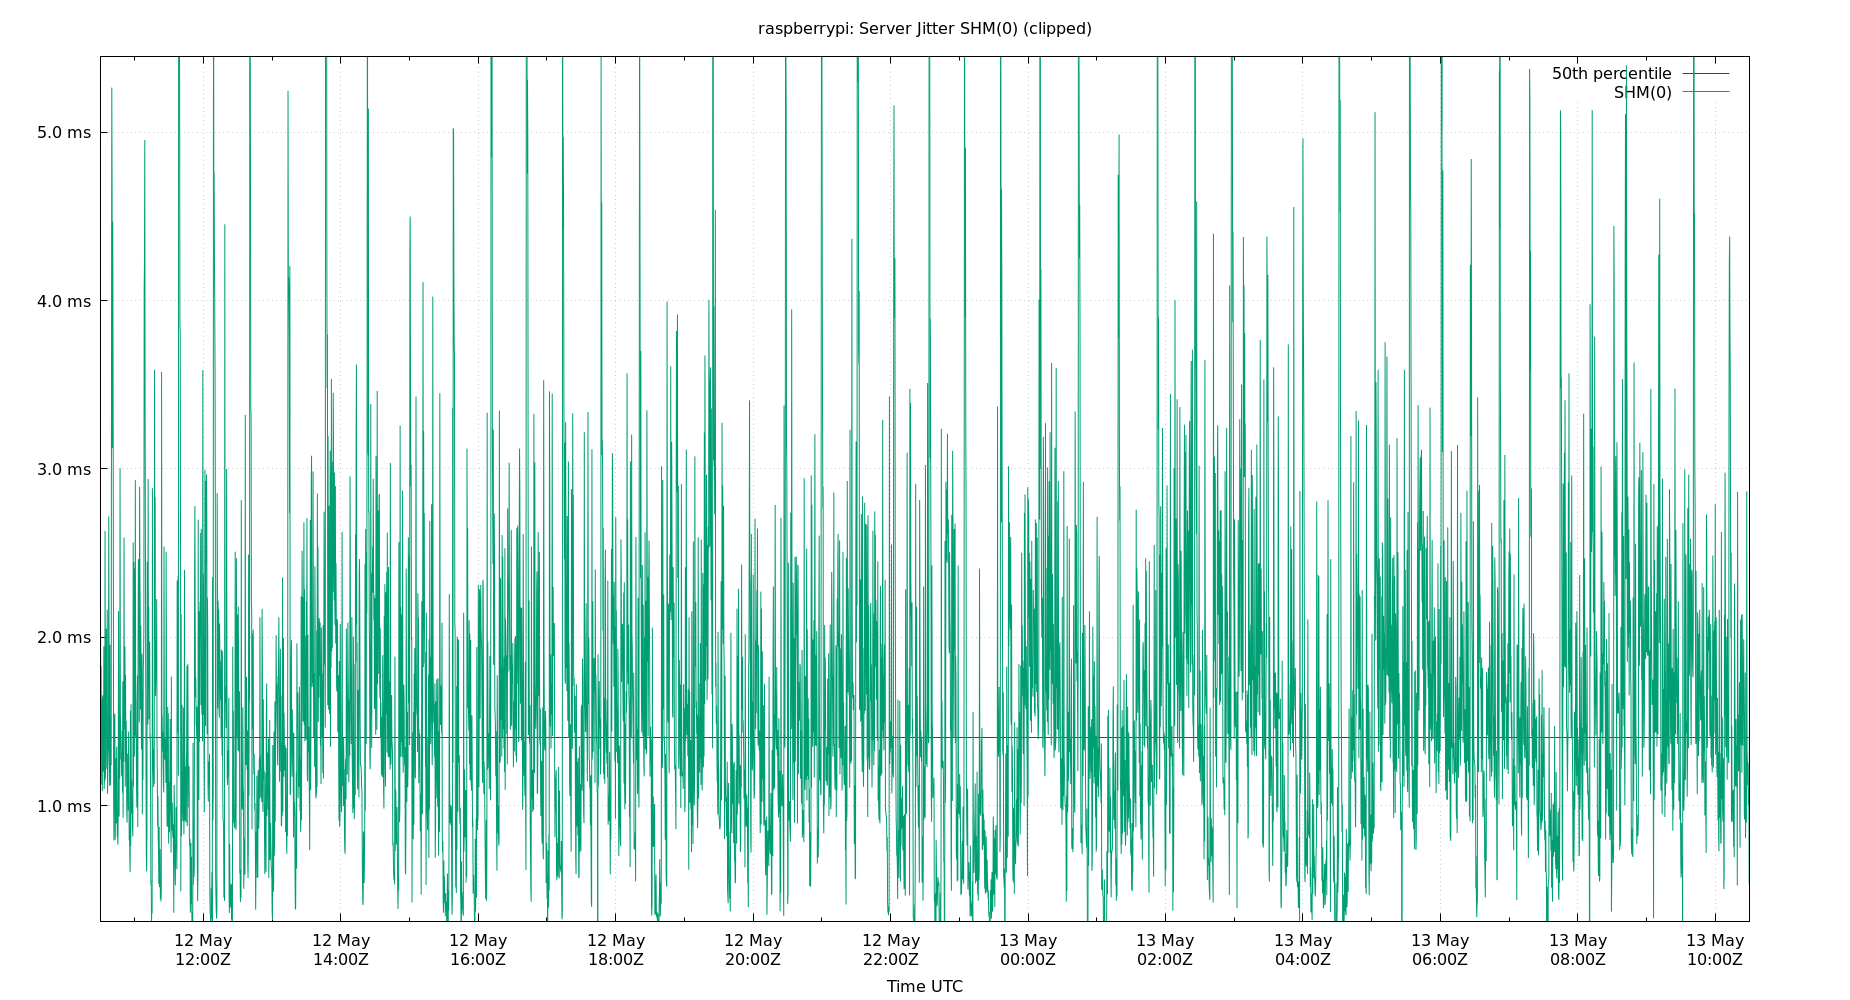 raspberrypi: Server Jitter SHM(0) (clipped)
50th percentile
SHM(0)
5.0 ms
4.0 ms
3.0 ms
2.0 ms
1.0 ms
12 May 12 May 12 May 12 May 12 May 12 May 13 May 13 May 13 May 13 May 13 May 13 May
12:00Z 14:00Z 16:00Z 18:00Z 20:00Z 22:00Z 00:00Z 02:00Z 04:00Z 06:00Z 08:00Z 10:00Z
Time UTC